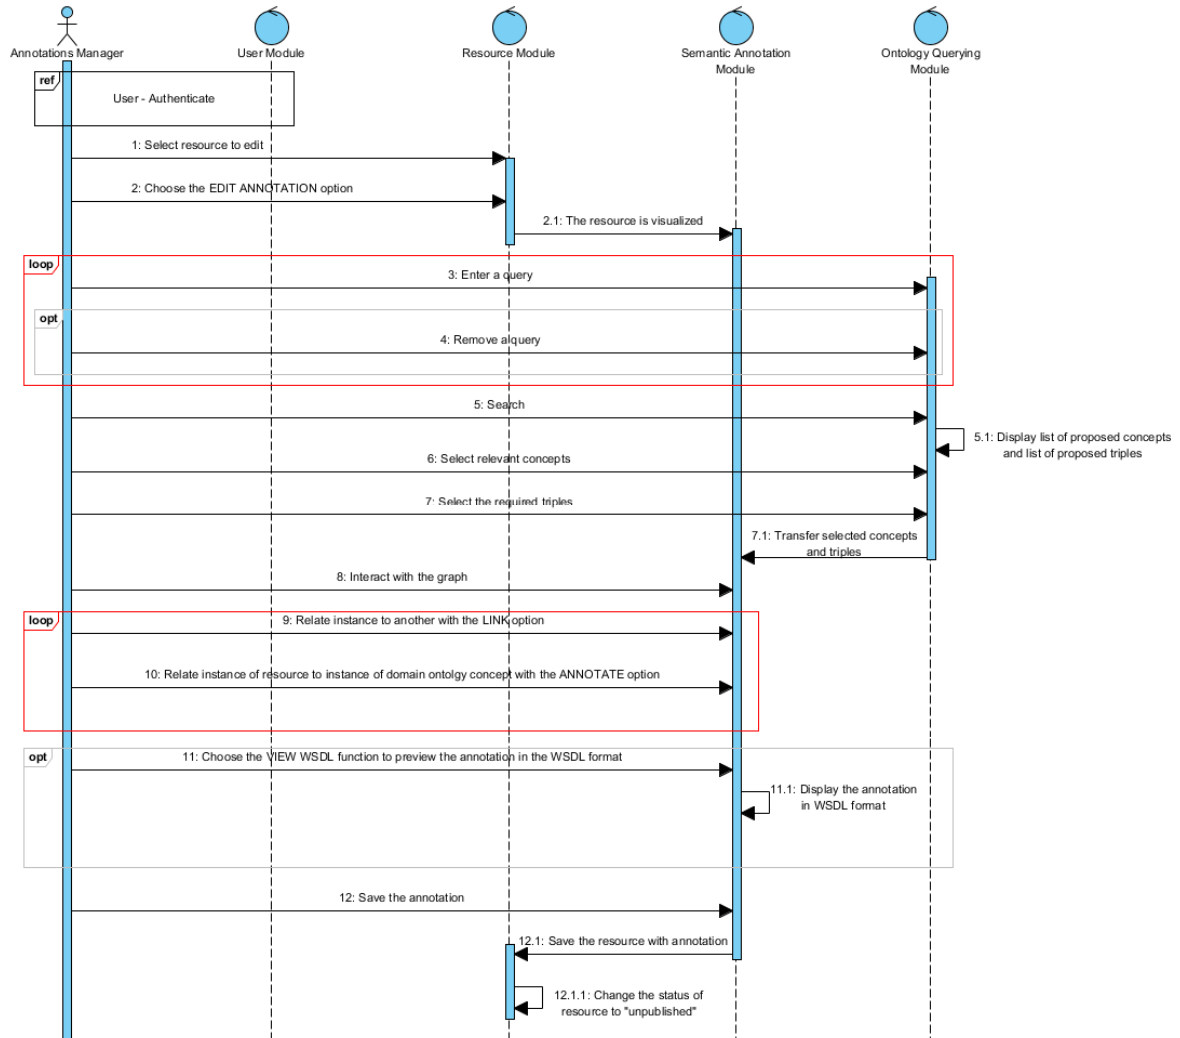 Annotations Manager
User Module
Resource Module
Semantic Annotation
Module
Ontology Querying
Module
ref
User - Authenticate
1: Select resource to edit
2: Choose the EDIT ANNOTATION option
2.1: The resource is visualized
loop
3: Enter a query
opt
4: Remove a query
5: Search
5.1: Display list of proposed concepts
and list of proposed triples
6: Select relevant concepts
7: Select the required triples
7.1: Transfer selected concepts
and triples
8: Interact with the graph
loop
9: Relate instance to another with the LINK option
10: Relate instance of resource to instance of domain ontolgy concept with the ANNOTATE option
opt
11: Choose the VIEW WSDL function to preview the annotation in the WSDL format
11.1: Display the annotation
in WSDL format
12: Save the annotation
12.1: Save the resource with annotation
12.1.1: Change the status of
resource to "unpublished"